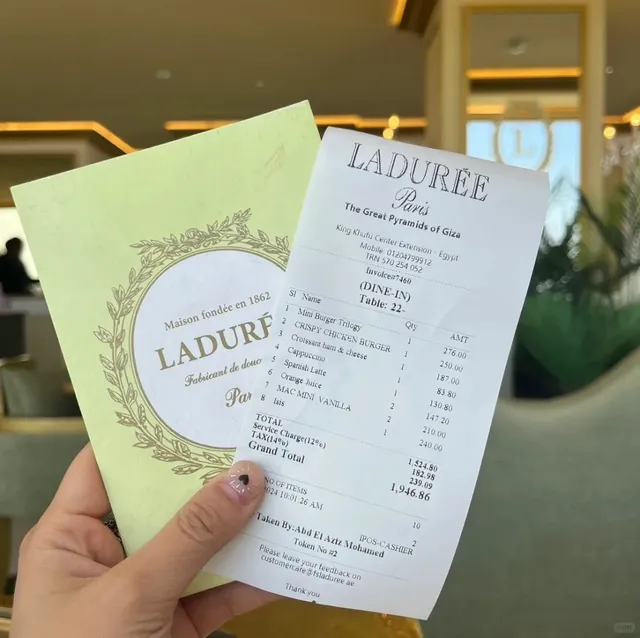 Maison fondée en 1862
LADURÉ
Fabricant de douc
Par
L
LADURÉE
Paris
The Great Pyramids of Giza
King Khufu Center Extension - Egypt
Mobile: 01204799912
TRN 570 254 052
Invoice#7460
(DINE-IN)
Table: 22-
Sl Name Qty AMT
1 Mini Burger Trilogy 1 276.00
2 CRISPY CHICKEN BURGER 1 250.00
3 Croissant ham & cheese 1 187.00
4 Cappuccino 1 83.80
5 Spanish Latte 1 130.80
6 Orange Juice 2 147.20
7 MAC MINI VANILLA 2 210.00
8 Isis 1 240.00
TOTAL 1,524.80
Service Charge(12%) 182.98
TAX(14%) 239.09
Grand Total 1,946.86
NO OF ITEMS 10
2024 10:01:26 AM
IPOS-CASHIER 2
Taken By:Abd El Aziz Mohamed
Token No #2
Please leave your feedback on
customercare@fsladuree.ae
Thank you